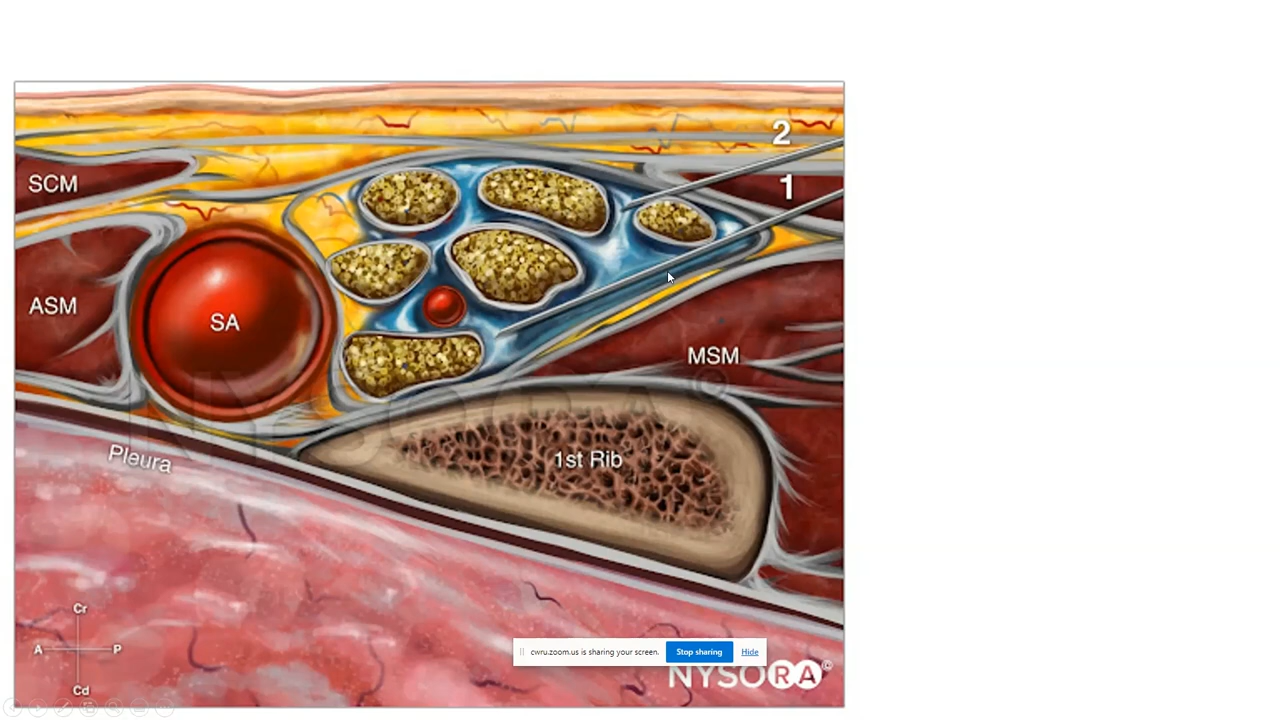 2
1
SCM
ASM
SA
MSM
NYSORA©
1st Rib
Pleura
Cr
A P
Cd
cwru.zoom.us is sharing your screen. Stop sharing Hide
NYSORA©